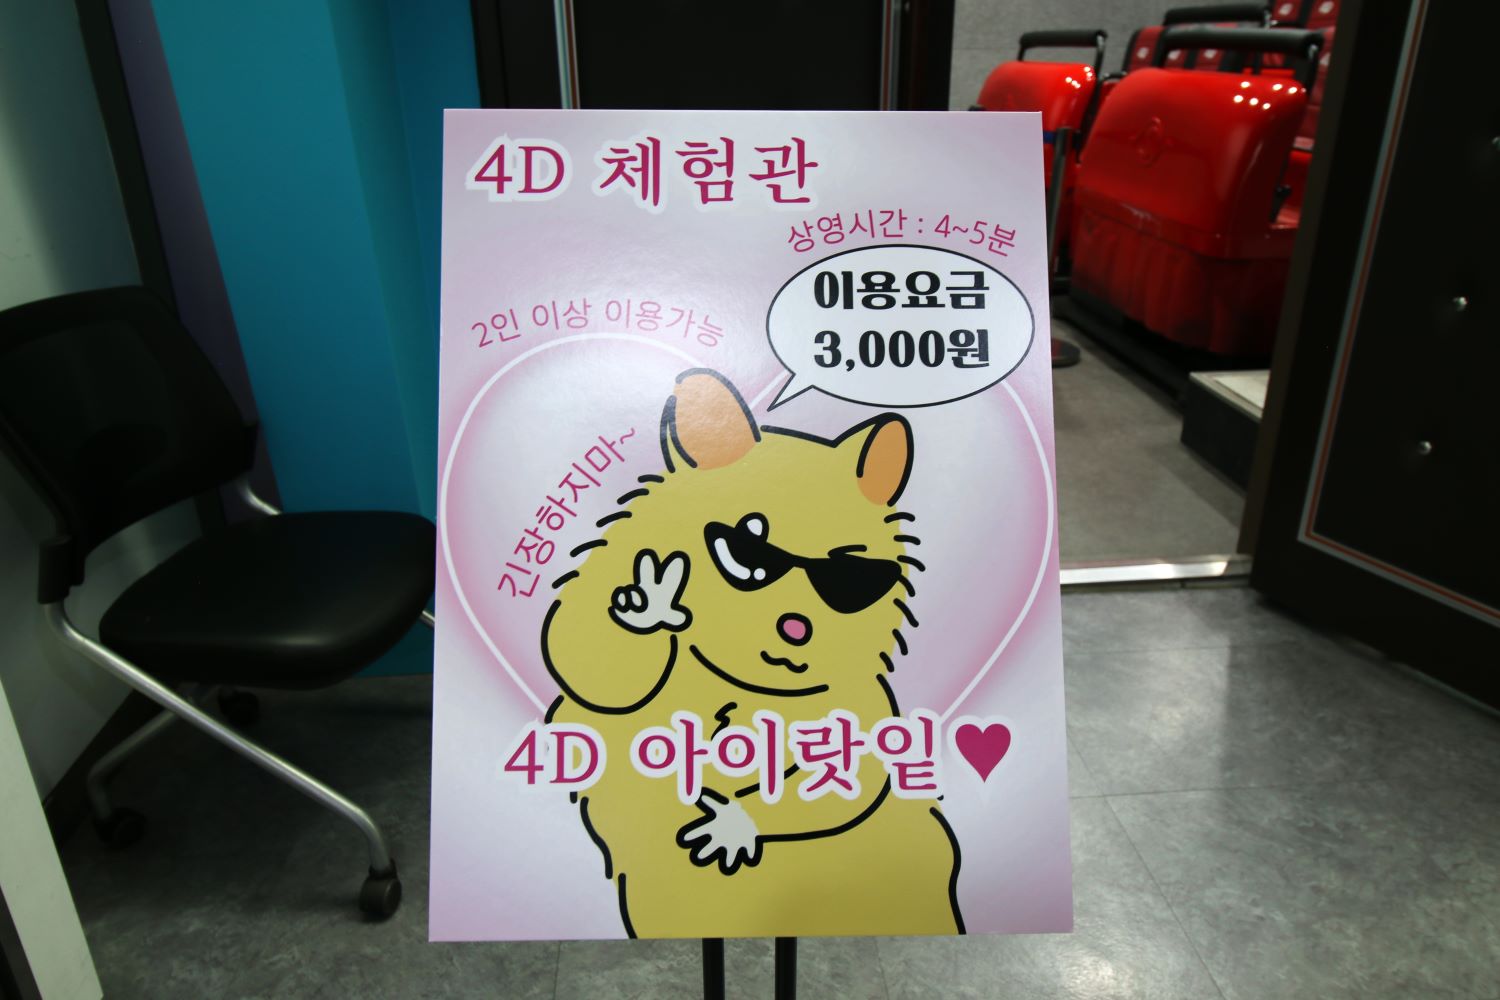 4D 체험관
상영시간 : 4~5분
이용요금
3,000원
2인 이상 이용가능
긴장하지마~
4D 아이랏잍♥